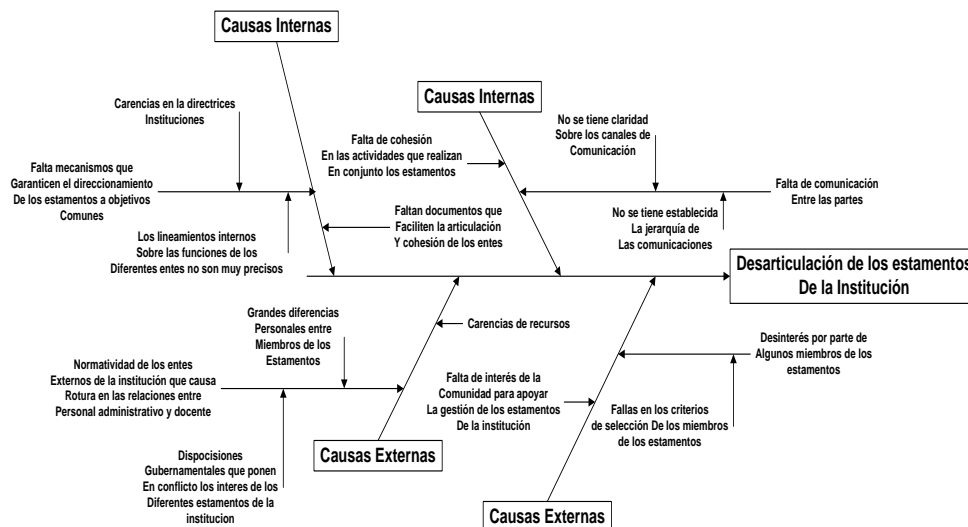 Causas Internas
Carencias en la directrices
Instituciones
Falta mecanismos que
Garanticen el direccionamiento
De los estamentos a objetivos
Comunes
Los lineamientos internos
Sobre las funciones de los
Diferentes entes no son muy precisos
Faltan documentos que
Faciliten la articulación
Y cohesión de los entes
Causas Internas
Falta de cohesión
En las actividades que realizan
En conjunto los estamentos
No se tiene claridad
Sobre los canales de
Comunicación
Falta de comunicación
Entre las partes
No se tiene establecida
La jerarquía de
Las comunicaciones
Desarticulación de los estamentos
De la Institución
Grandes diferencias
Personales entre
Miembros de los
Estamentos
Carencias de recursos
Normatividad de los entes
Externos de la institución que causa
Rotura en las relaciones entre
Personal administrativo y docente
Disposiciones
Gubernamentales que ponen
En conflicto los interes de los
Diferentes estamentos de la
institucion
Causas Externas
Desinterés por parte de
Algunos miembros de los
estamentos
Falta de interés de la
Comunidad para apoyar
La gestión de los estamentos
De la institución
Fallas en los criterios
de selección De los miembros
de los estamentos
Causas Externas